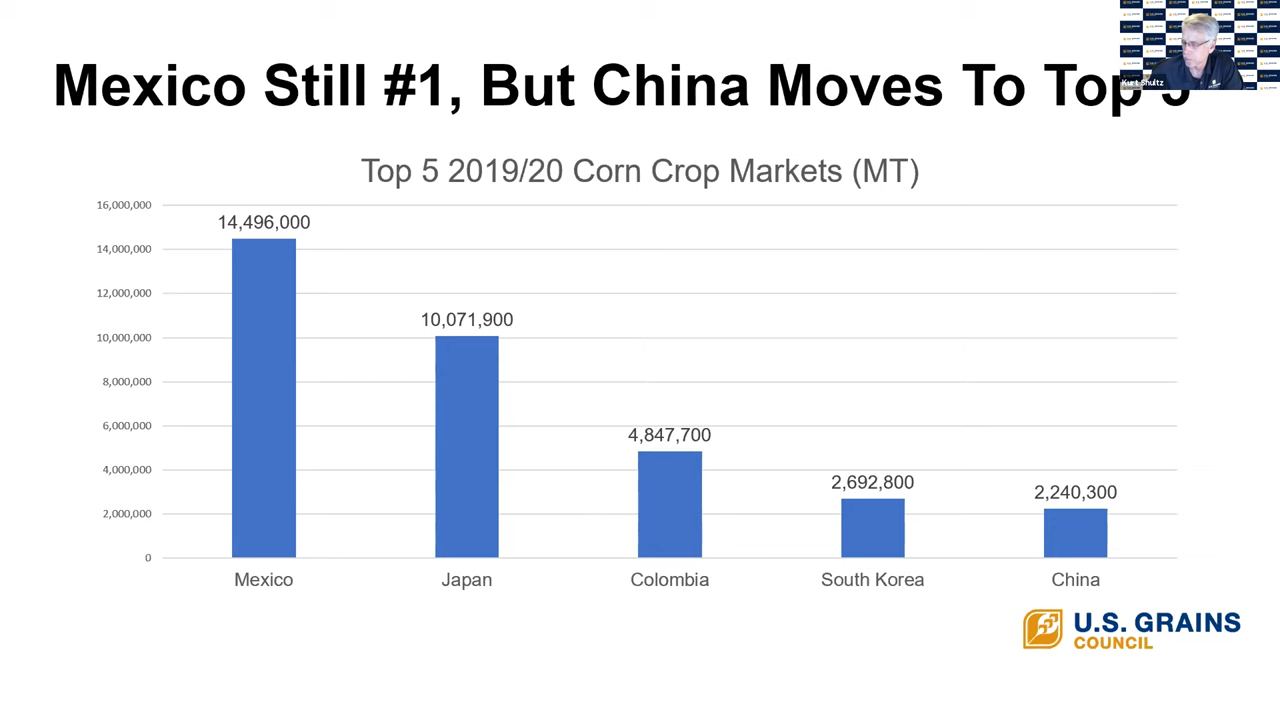 Mexico Still #1, But China Moves To Top 5
Kurt Shultz
Top 5 2019/20 Corn Crop Markets (MT)
16,000,000
14,000,000
12,000,000
10,000,000
8,000,000
6,000,000
4,000,000
2,000,000
0
14,496,000
10,071,900
4,847,700
2,692,800
2,240,300
Mexico
Japan
Colombia
South Korea
China
U.S. GRAINS
COUNCIL